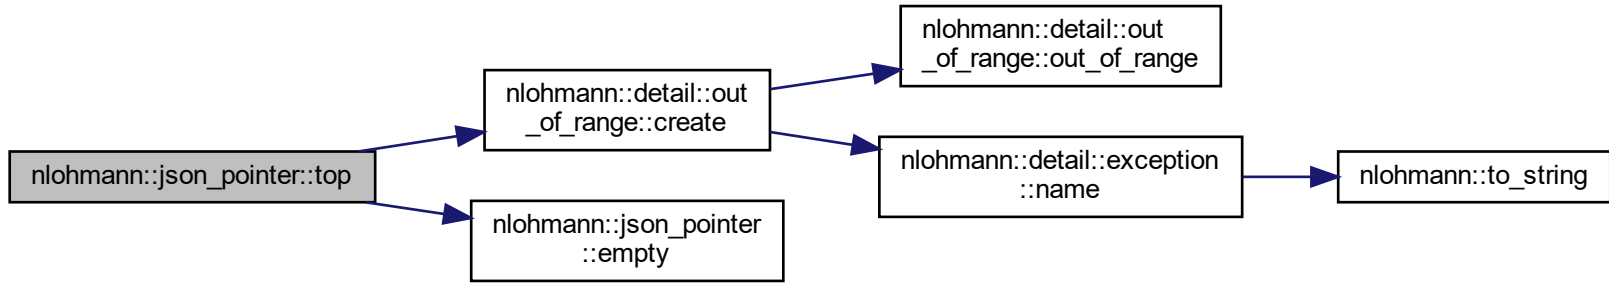 nlohmann::json_pointer::top
nlohmann::detail::out
_of_range::create
nlohmann::json_pointer
::empty
nlohmann::detail::out
_of_range::out_of_range
nlohmann::detail::exception
::name
nlohmann::to_string